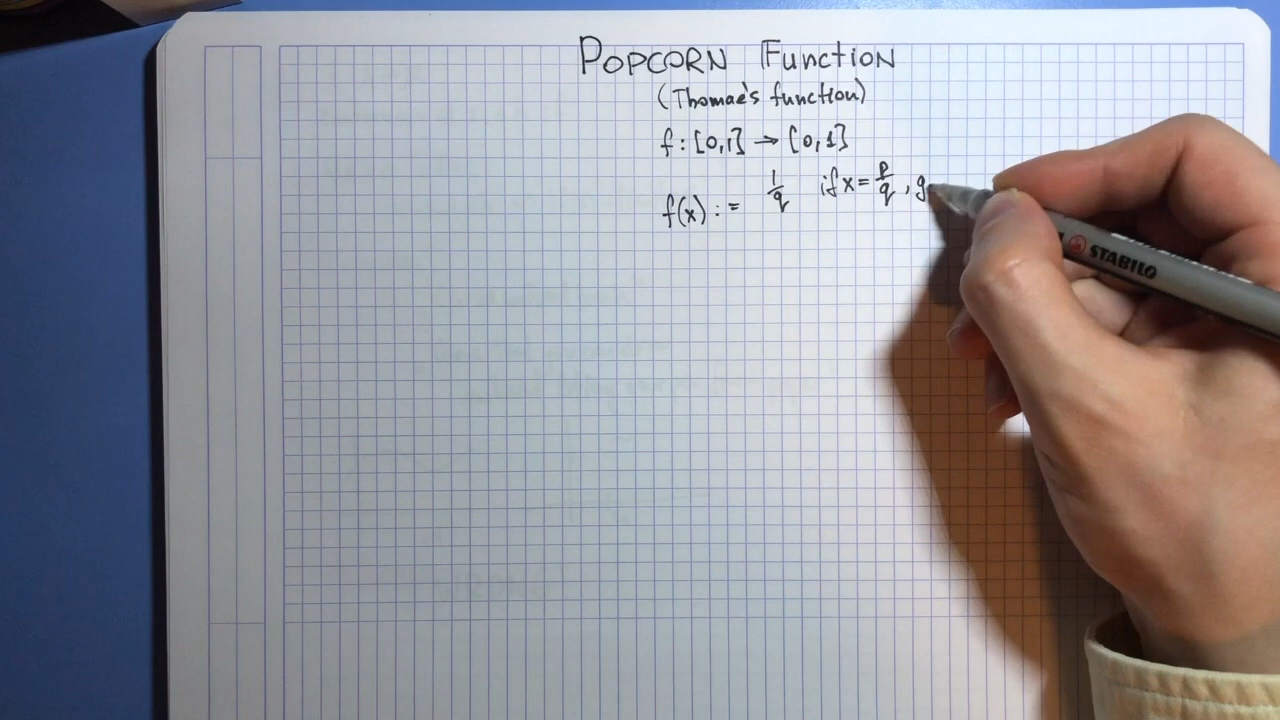 POPCORN Function
(Thomae's function)
f : [0,1] → [0,1]
f(x) := 1/q if x = p/q , g
STABILO